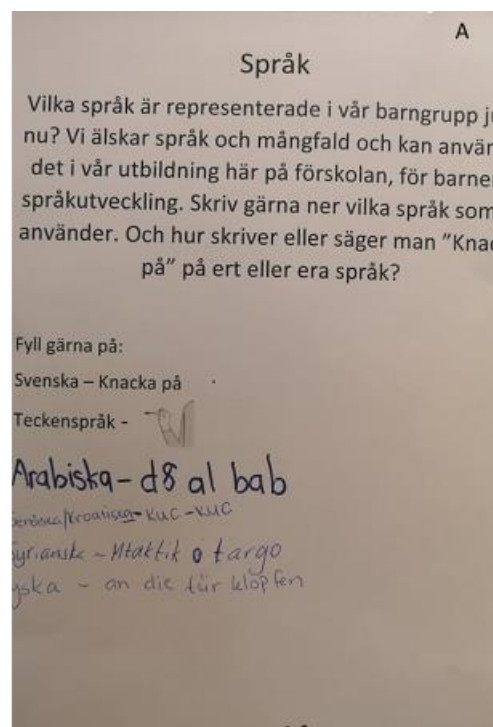 A
Språk
Vilka språk är representerade i vår barngrupp ju
nu? Vi älskar språk och mångfald och kan använ
det i vår utbildning här på förskolan, för barne
språkutveckling. Skriv gärna ner vilka språk som
använder. Och hur skriver eller säger man ”Knac
på” på ert eller era språk?
Fyll gärna på:
Svenska – Knacka på
Teckenspråk -
Arabiska - d8 al bab
/Kroatiska - KUC - KUC
- Htaktik o targo
yska - an die tür klopfen